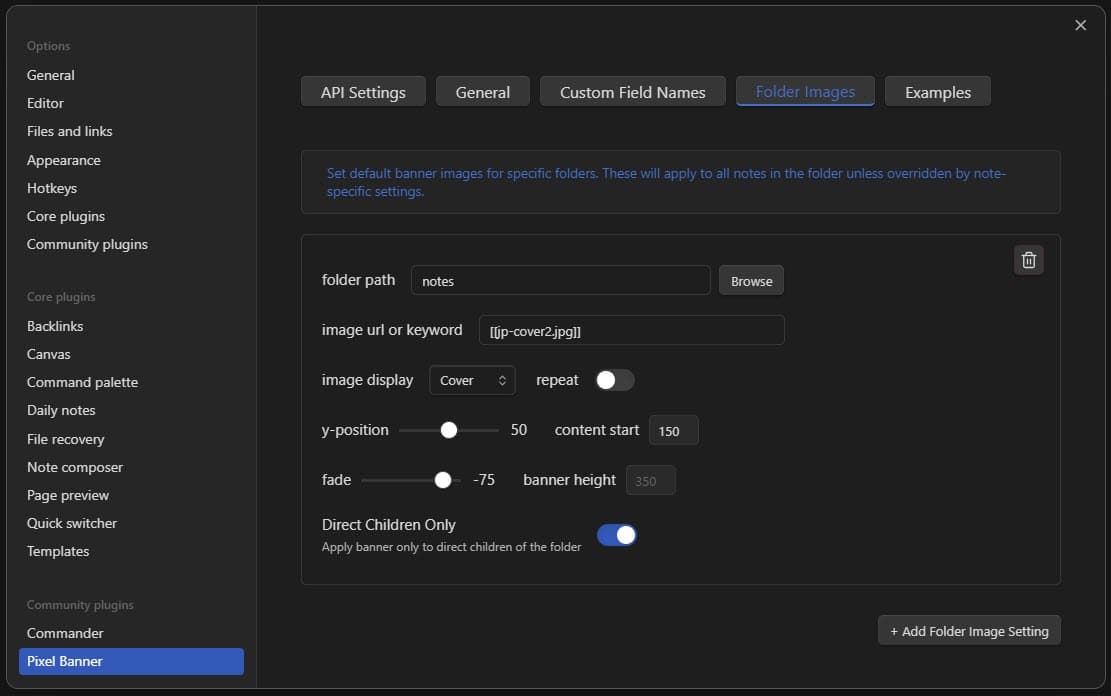 Options
General
Editor
Files and links
Appearance
Hotkeys
Core plugins
Community plugins
Core plugins
Backlinks
Canvas
Command palette
Daily notes
File recovery
Note composer
Page preview
Quick switcher
Templates
Community plugins
Commander
Pixel Banner
API Settings
General
Custom Field Names
Folder Images
Examples
Set default banner images for specific folders. These will apply to all notes in the folder unless overridden by note-
specific settings.
folder path notes Browse
image url or keyword [[jp-cover2.jpg]]
image display Cover repeat
y-position 50 content start 150
fade -75 banner height 350
Direct Children Only
Apply banner only to direct children of the folder
+ Add Folder Image Setting